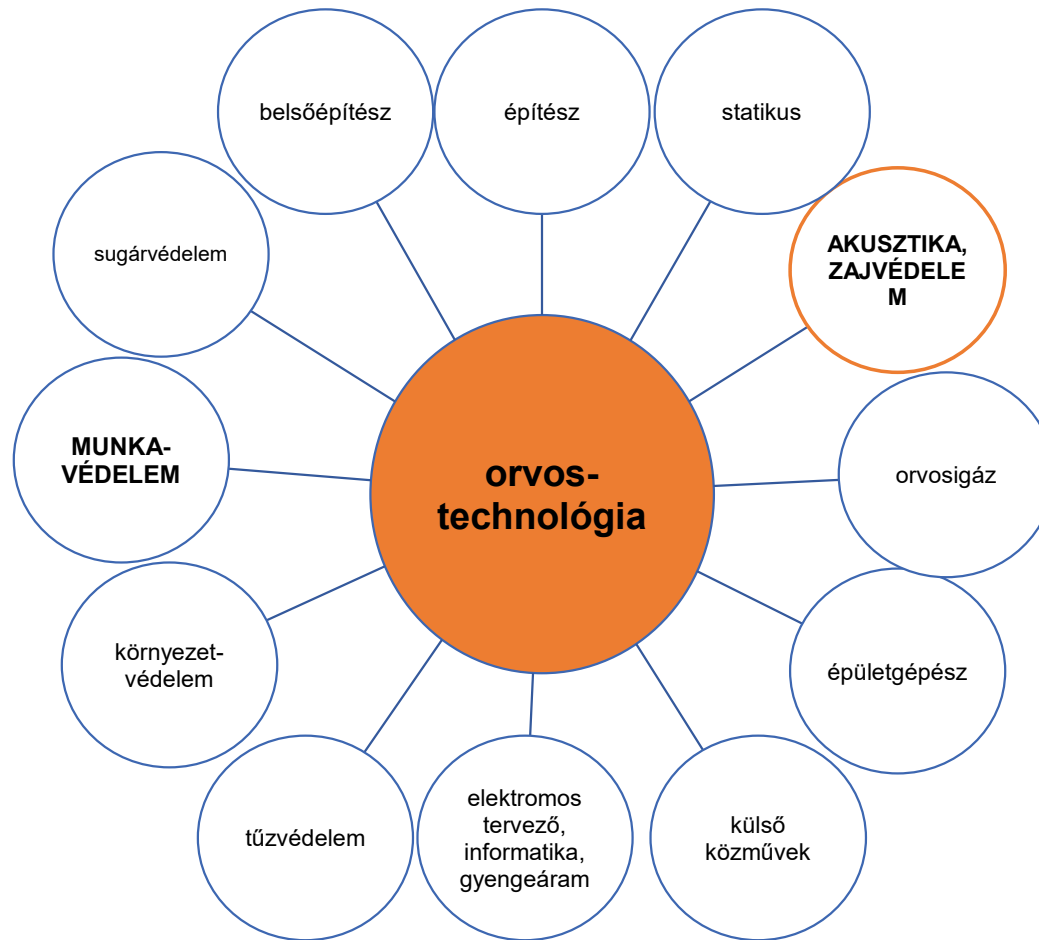 belsőépítész
építész
statikus
AKUSZTIKA,
ZAJVÉDELE
M
sugárvédelem
MUNKA-
VÉDELEM
orvos-
technológia
orvosigáz
környezet-
védelem
épületgépész
tűzvédelem
elektromos
tervező,
informatika,
gyengeáram
külső
közművek